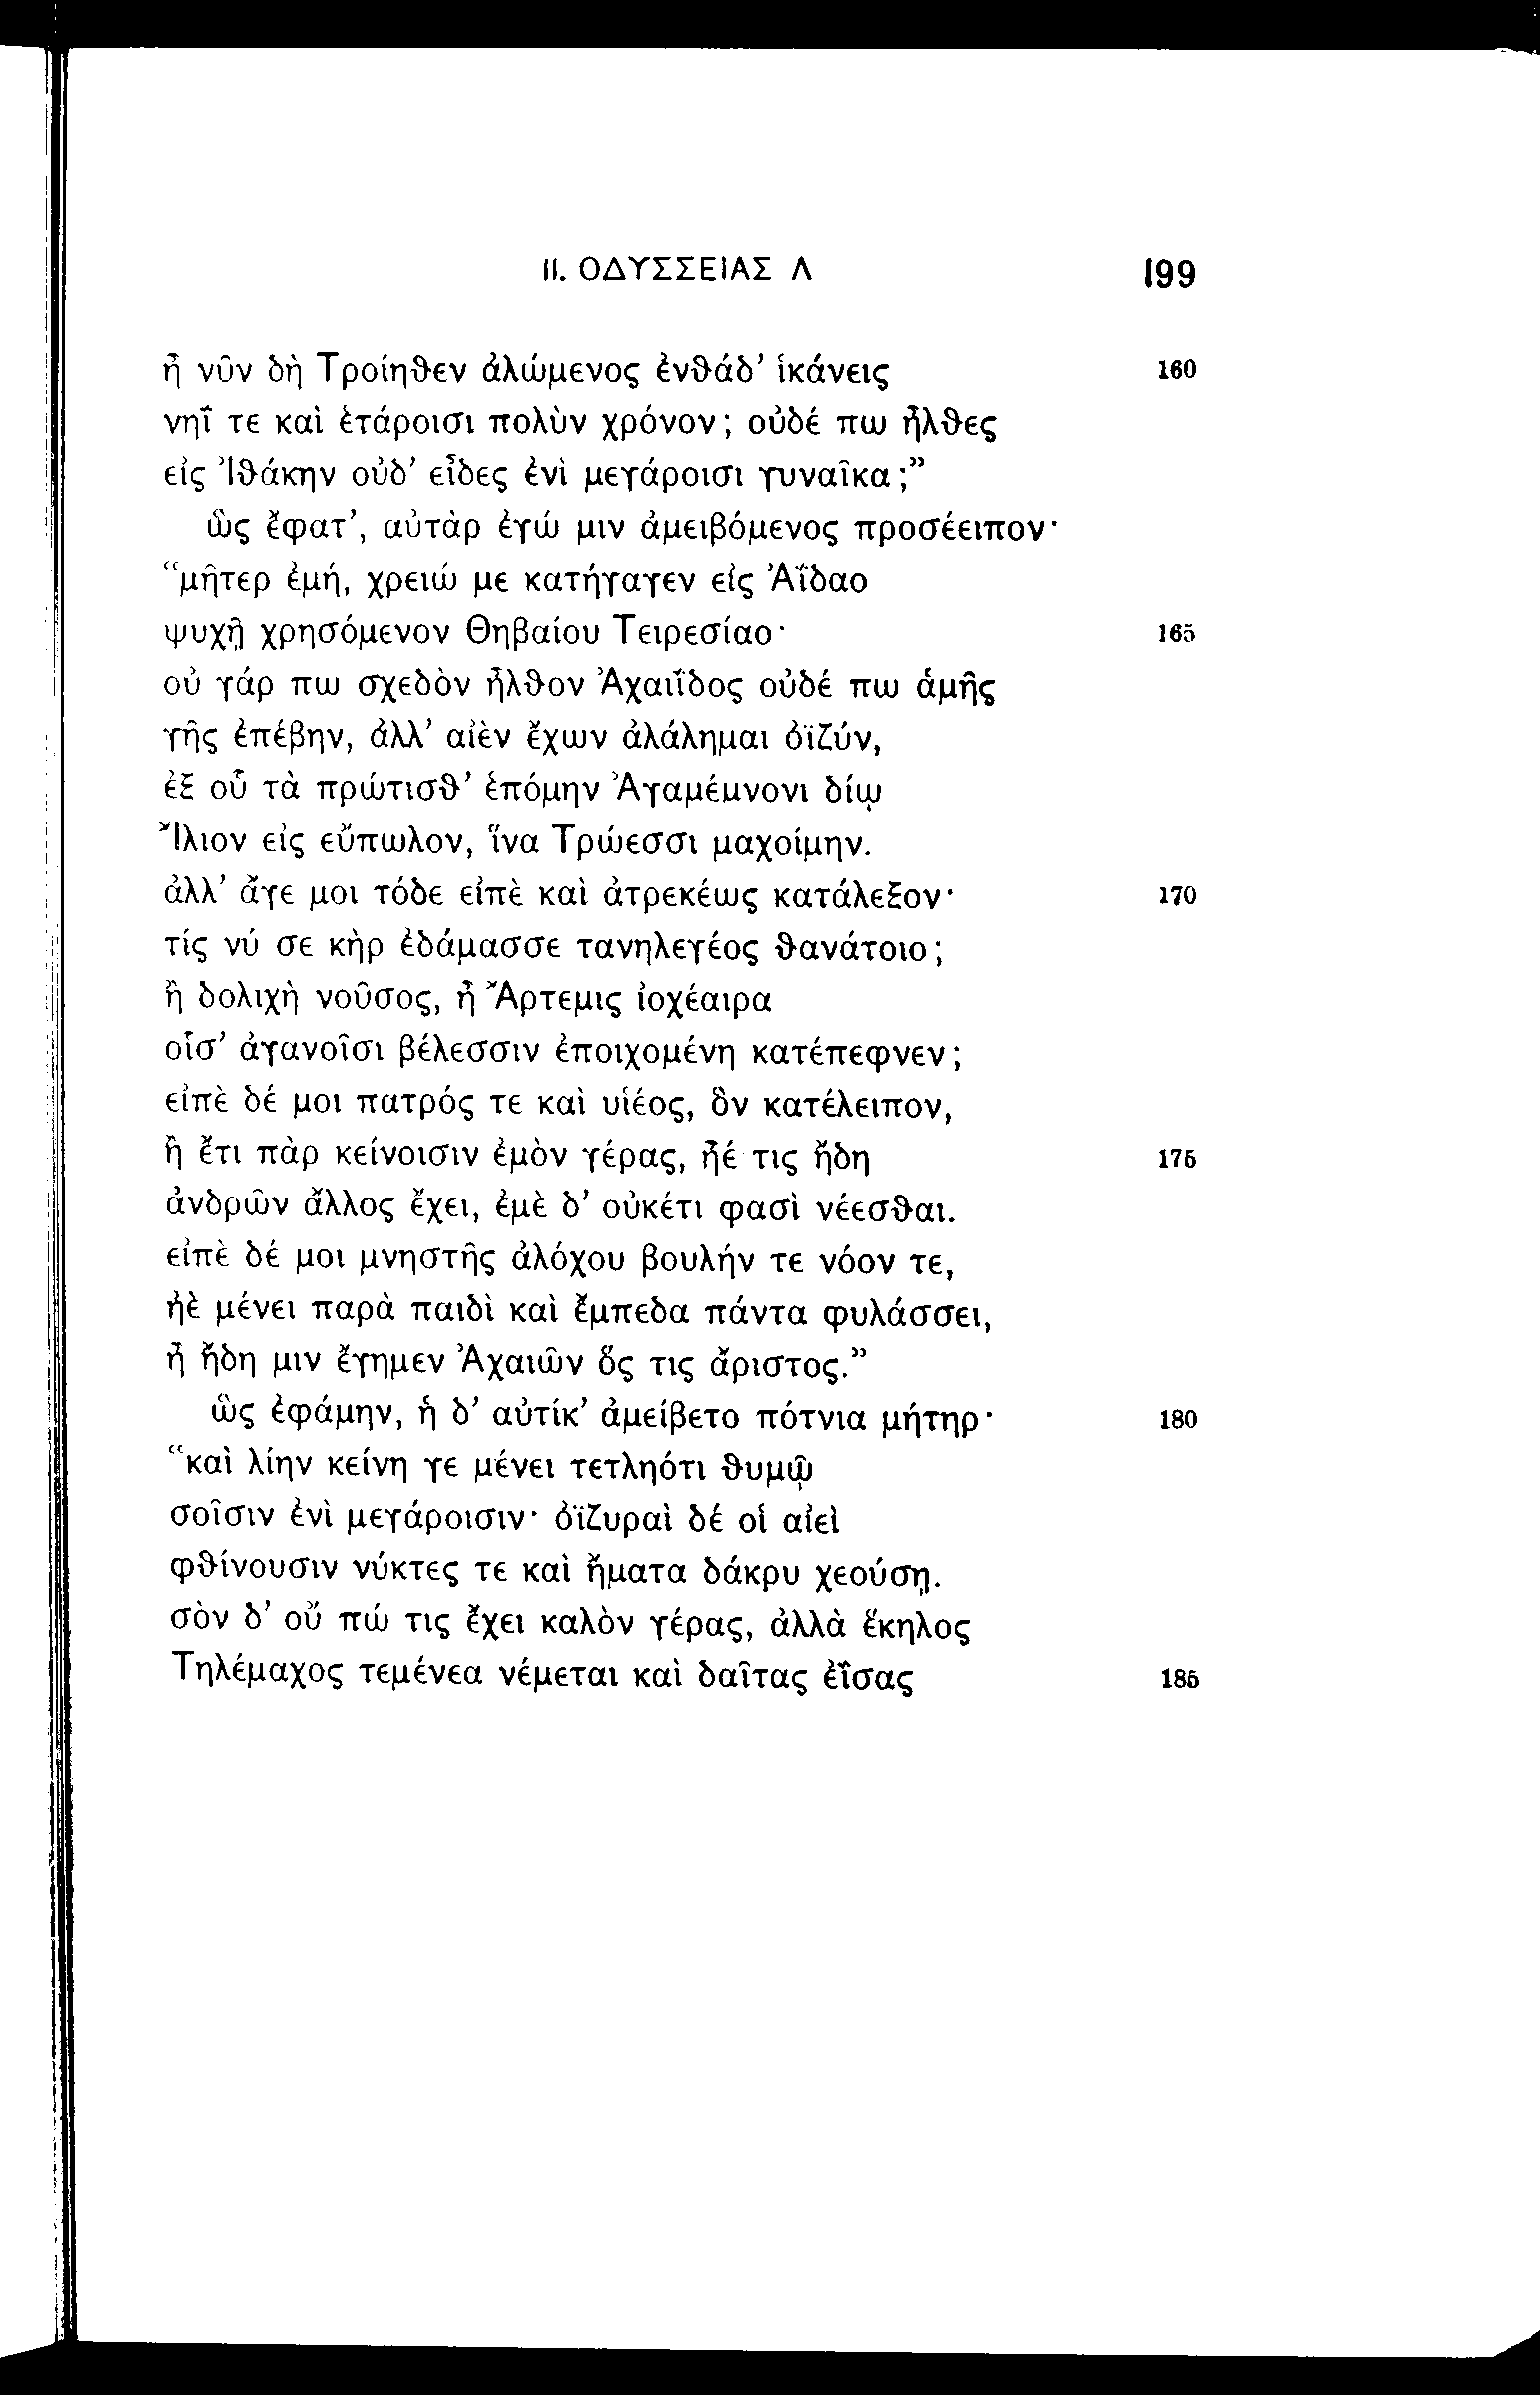 11. ΟΔΥΣΣΕΙΑΣ Λ 199
ἦ νῦν δὴ Τροίηθεν ἀλώμενος ἐνθάδ’ ἱκάνεις 160
νηΐ τε καὶ ἑτάροισι πολὺν χρόνον; οὐδέ πω ἦλθες
εἰς Ἰθάκην οὐδ’ εἶδες ἐνὶ μεγάροισι γυναῖκα;”
ὣς ἔφατ’, αὐτὰρ ἐγώ μιν ἀμειβόμενος προσέειπον·
“μῆτερ ἐμή, χρειώ με κατήγαγεν εἰς Ἀΐδαο
ψυχῇ χρησόμενον Θηβαίου Τειρεσίαο· 165
οὐ γάρ πω σχεδὸν ἦλθον Ἀχαιΐδος οὐδέ πω ἁμῆς
γῆς ἐπέβην, ἀλλ’ αἰὲν ἔχων ἀλάλημαι ὀϊζύν,
ἐξ οὗ τὰ πρώτισθ’ ἑπόμην Ἀγαμέμνονι δίῳ
Ἴλιον εἰς εὔπωλον, ἵνα Τρώεσσι μαχοίμην.
ἀλλ’ ἄγε μοι τόδε εἰπὲ καὶ ἀτρεκέως κατάλεξον· 170
τίς νύ σε κὴρ ἐδάμασσε τανηλεγέος θανάτοιο;
ἢ δολιχὴ νοῦσος, ἦ Ἄρτεμις ἰοχέαιρα
οἷσ’ ἀγανοῖσι βέλεσσιν ἐποιχομένη κατέπεφνεν;
εἰπὲ δέ μοι πατρός τε καὶ υἱέος, ὃν κατέλειπον,
ἢ ἔτι πὰρ κείνοισιν ἐμὸν γέρας, ἦέ τις ἤδη 175
ἀνδρῶν ἄλλος ἔχει, ἐμὲ δ’ οὐκέτι φασὶ νέεσθαι.
εἰπὲ δέ μοι μνηστῆς ἀλόχου βουλήν τε νόον τε,
ἠὲ μένει παρὰ παιδὶ καὶ ἔμπεδα πάντα φυλάσσει,
ἦ ἤδη μιν ἔγημεν Ἀχαιῶν ὅς τις ἄριστος.”
ὣς ἐφάμην, ἡ δ’ αὐτίκ’ ἀμείβετο πότνια μήτηρ· 180
“καὶ λίην κείνη γε μένει τετληότι θυμῷ
σοῖσιν ἐνὶ μεγάροισιν· ὀϊζυραὶ δέ οἱ αἰεὶ
φθίνουσιν νύκτες τε καὶ ἤματα δάκρυ χεούσῃ.
σὸν δ’ οὔ πώ τις ἔχει καλὸν γέρας, ἀλλὰ ἕκηλος
Τηλέμαχος τεμένεα νέμεται καὶ δαῖτας ἐΐσας 185